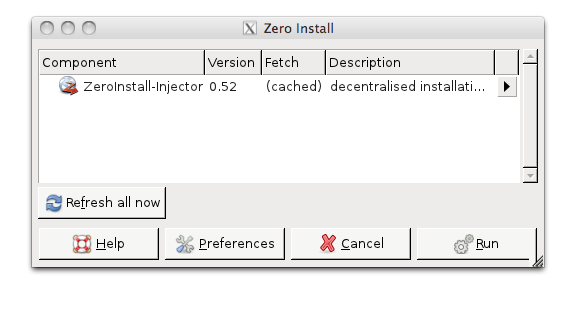 Zero Install
Component Version Fetch Description
ZeroInstall-Injector 0.52 (cached) decentralised installati...
Refresh all now
Help Preferences Cancel Run